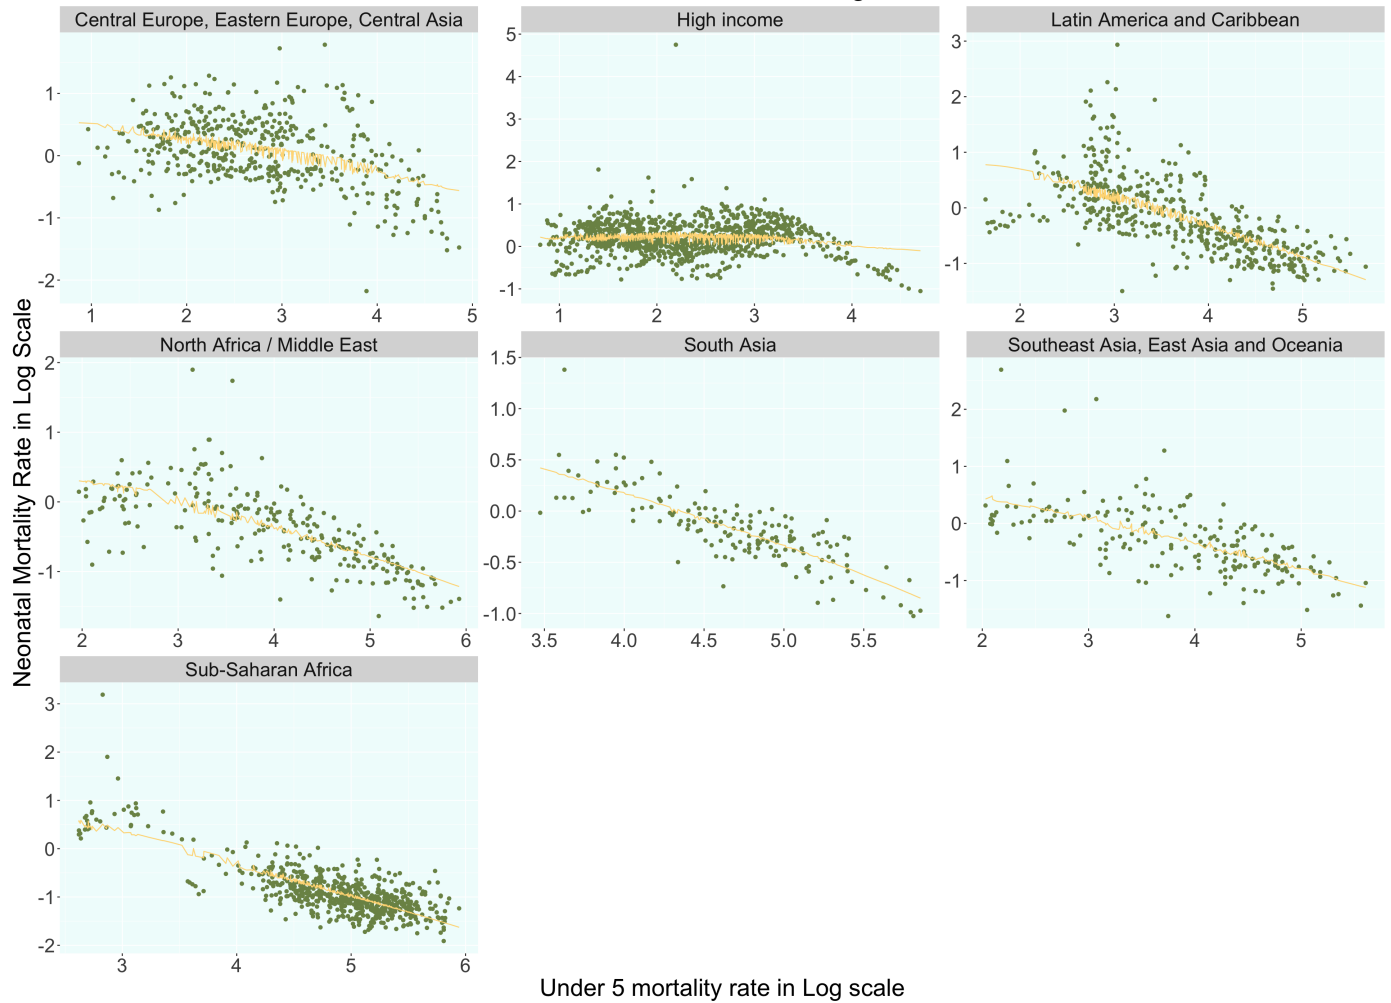 Central Europe, Eastern Europe, Central Asia
High income
Latin America and Caribbean
1
0
-1
-2
1 2 3 4 5
5
4
3
2
1
0
-1
1 2 3 4
3
2
1
0
-1
2 3 4 5
North Africa / Middle East
South Asia
Southeast Asia, East Asia and Oceania
2
1
0
-1
2 3 4 5 6
1.5
1.0
0.5
0.0
-0.5
-1.0
3.5 4.0 4.5 5.0 5.5
2
1
0
-1
2 3 4 5
Sub-Saharan Africa
3
2
1
0
-1
-2
3 4 5 6
Neonatal Mortality Rate in Log Scale
Under 5 mortality rate in Log scale